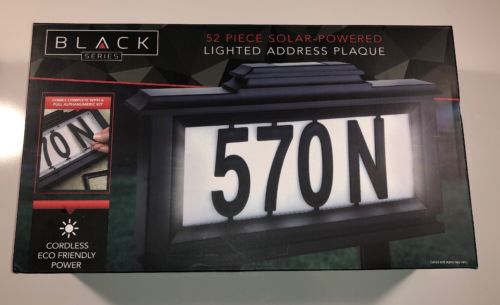 BLACK
SERIES
52 PIECE SOLAR-POWERED
LIGHTED ADDRESS PLAQUE
COMES COMPLETE WITH A
FULL ALPHANUMERIC KIT
70N
570N
CORDLESS
ECO FRIENDLY
POWER